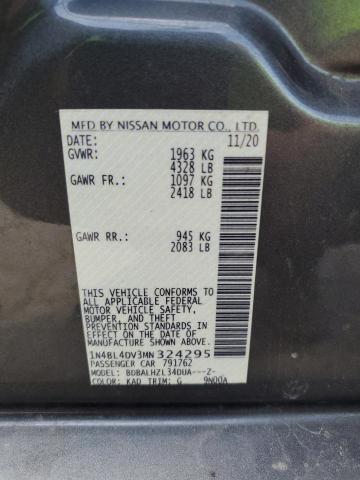 MFD BY NISSAN MOTOR CO., LTD.
DATE: 11/20
GVWR: 1963 KG
4328 LB
GAWR FR: 1097 KG
2418 LB
GAWR RR.: 945 KG
2083 LB
THIS VEHICLE CONFORMS TO
ALL APPLICABLE FEDERAL
MOTOR VEHICLE SAFETY,
BUMPER, AND THEFT
PREVENTION STANDARDS IN
EFFECT ON THE DATE OF
MANUFACTURE SHOWN ABOVE.
1N4BL4DV3MN324295
PASSENGER CAR 791762
MODEL: BDBALHZL34DUA---Z-
COLOR: KAD TRIM: G 9N00A